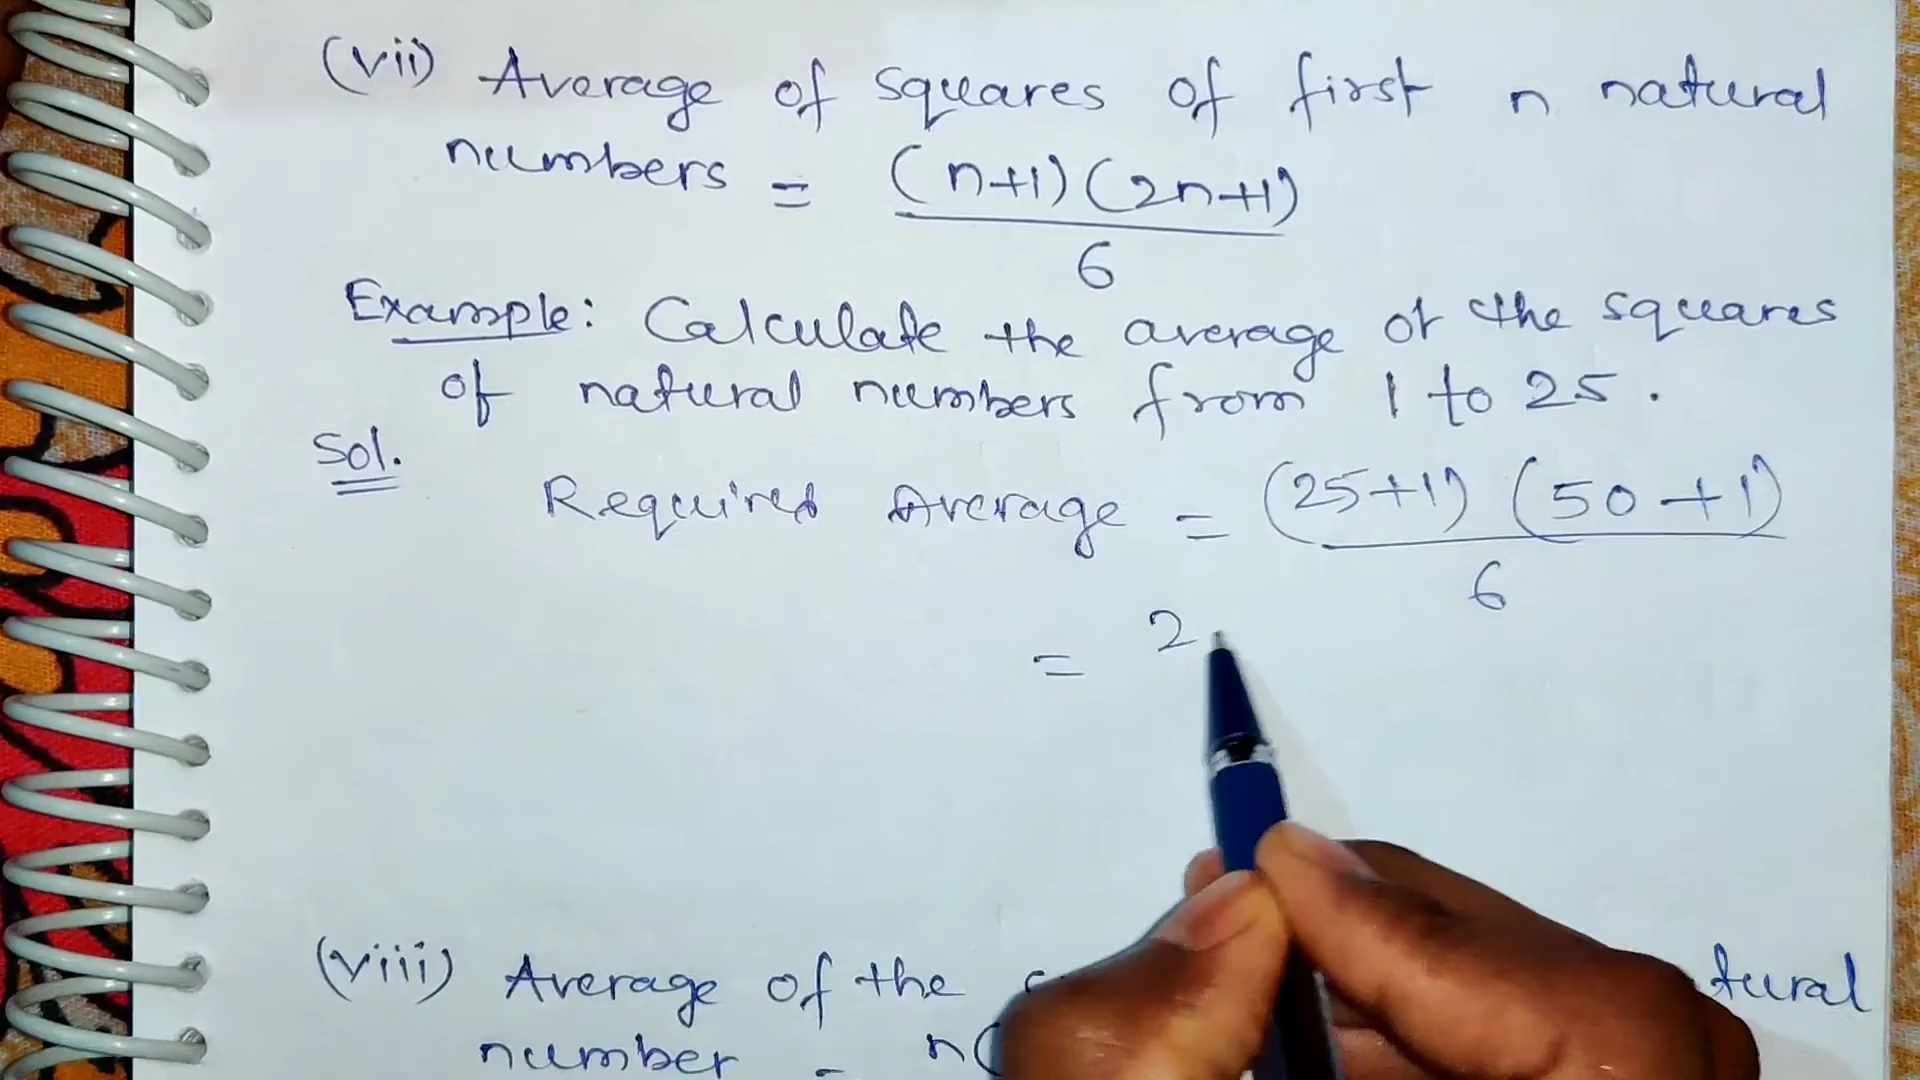 (vii) Average of squares of first n natural
numbers = (n+1)(2n+1)
6
Example: Calculate the average of the squares
of natural numbers from 1 to 25.
Sol.
Required Average = (25+1) (50+1)
6
= 2
(viii) Average of the tural
number = n(